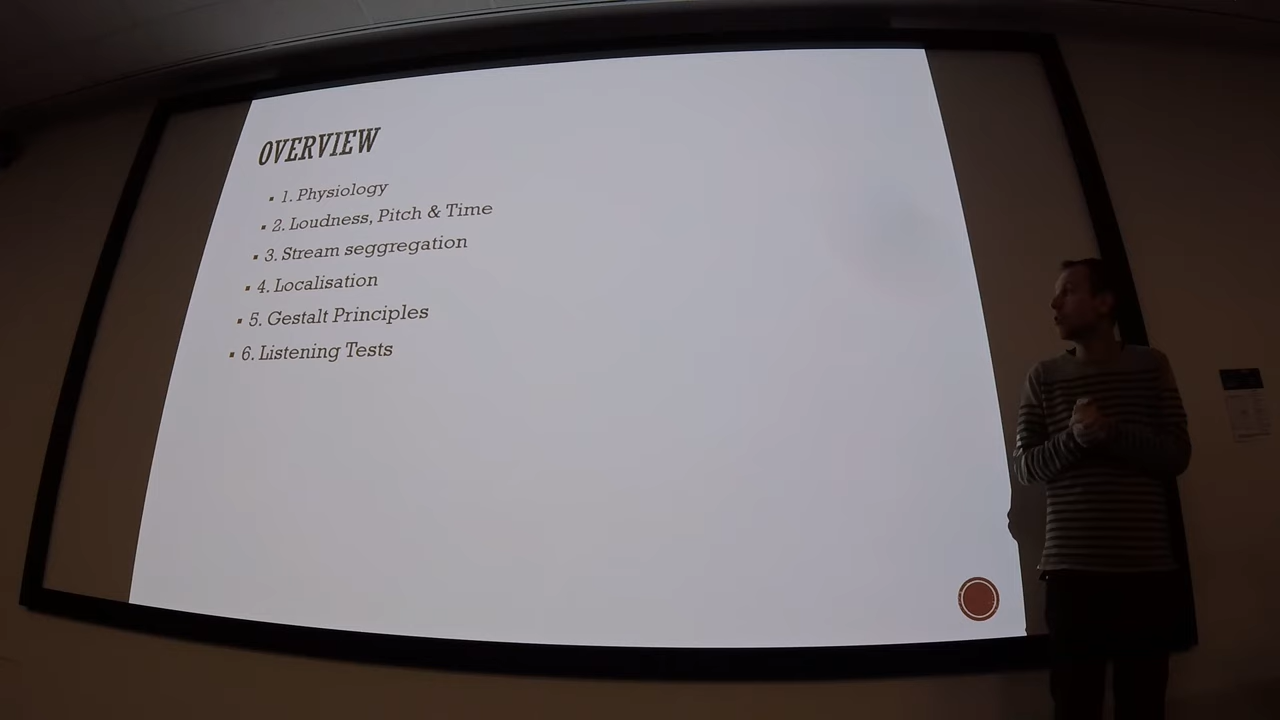 OVERVIEW
▪ 1. Physiology
▪ 2. Loudness, Pitch & Time
▪ 3. Stream seggregation
▪ 4. Localisation
▪ 5. Gestalt Principles
▪ 6. Listening Tests